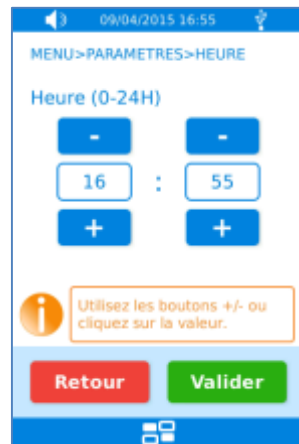 09/04/2015 16:55
MENU>PARAMETRES>HEURE
Heure (0-24H)
- -
16 : 55
+ +
Utilisez les boutons +/- ou
cliquez sur la valeur.
Retour Valider